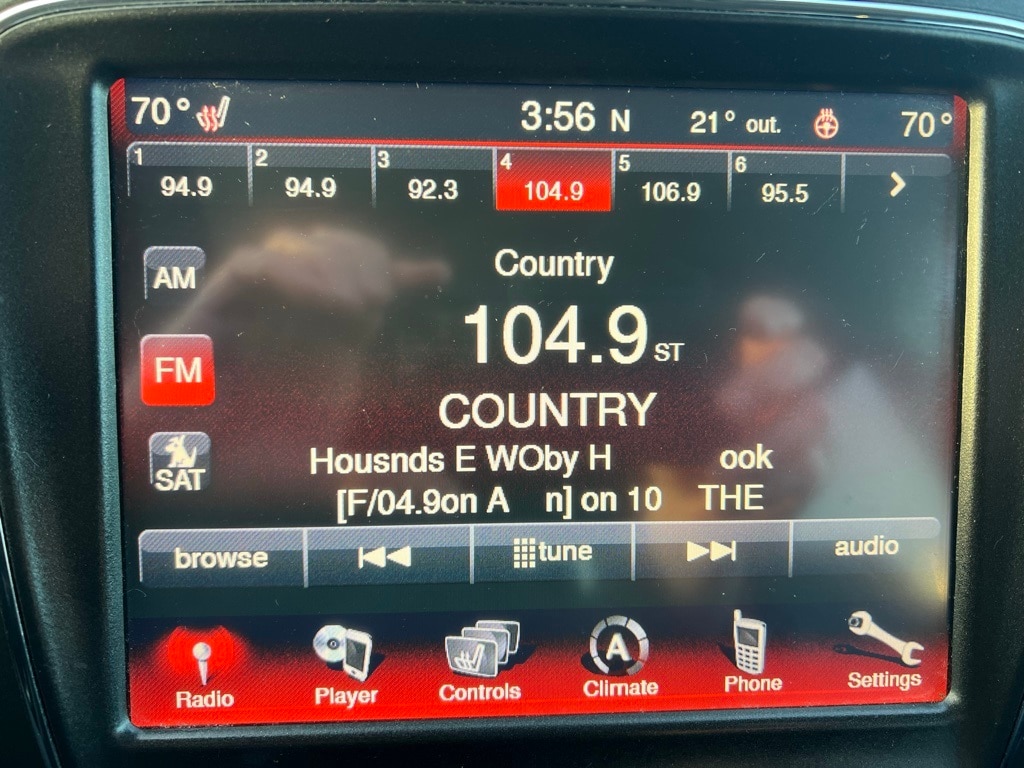 70° 3:56 N 21° out. 70°
1 2 3 4 5 6
94.9 94.9 92.3 104.9 106.9 95.5 >
Country
AM
104.9 ST
FM
COUNTRY
Housnds E WOby H ook
SAT
[F/04.9on A n] on 10 THE
browse tune audio
A
Radio Player Controls Climate Phone Settings